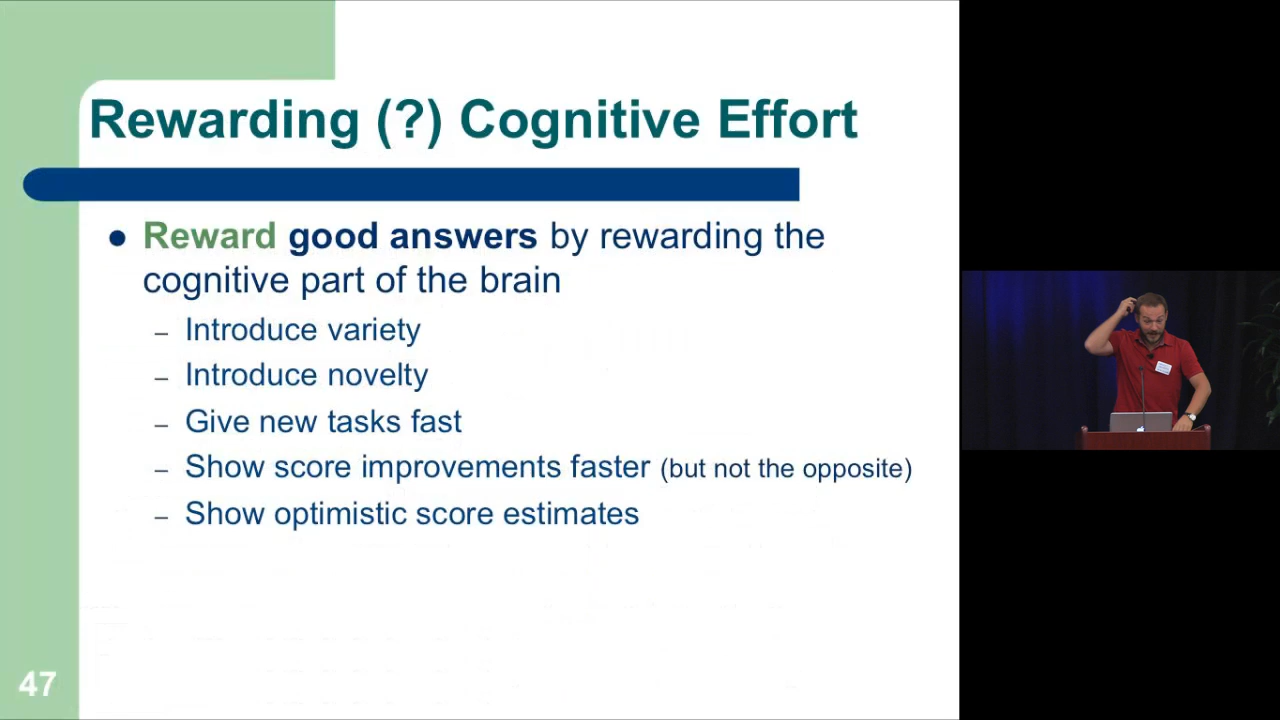 Rewarding (?) Cognitive Effort
● Reward good answers by rewarding the
cognitive part of the brain
– Introduce variety
– Introduce novelty
– Give new tasks fast
– Show score improvements faster (but not the opposite)
– Show optimistic score estimates
47